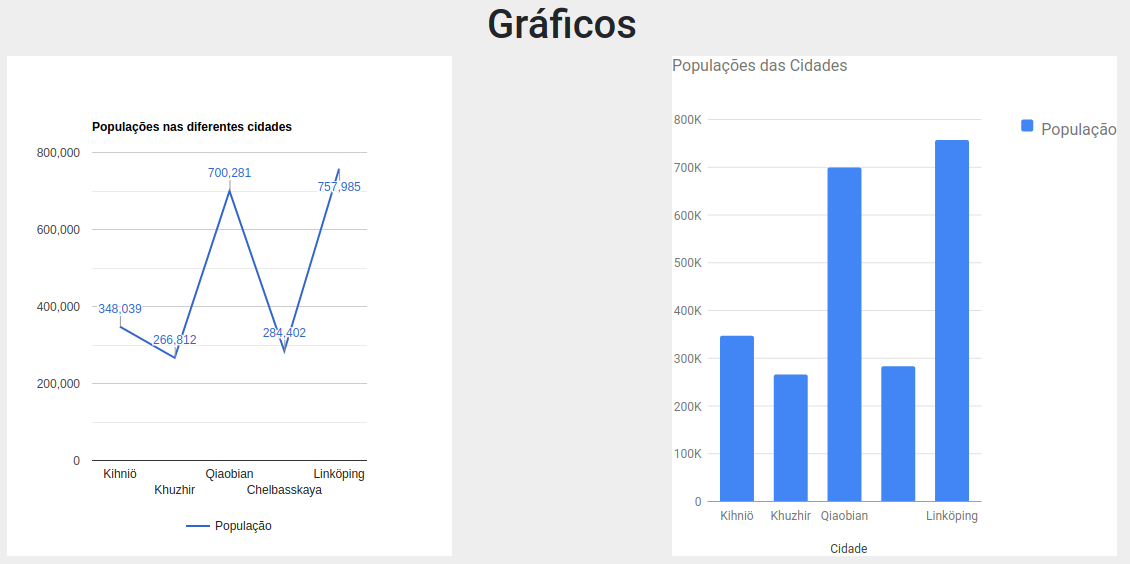 Gráficos
Populações nas diferentes cidades
800,000
600,000
400,000
200,000
0
348,039
266,812
700,281
284,402
757,985
Kihniö
Khuzhir
Qiaobian
Chelbasskaya
Linköping
População
Populações das Cidades
População
800K
700K
600K
500K
400K
300K
200K
100K
0
Kihniö
Khuzhir
Qiaobian
Linköping
Cidade